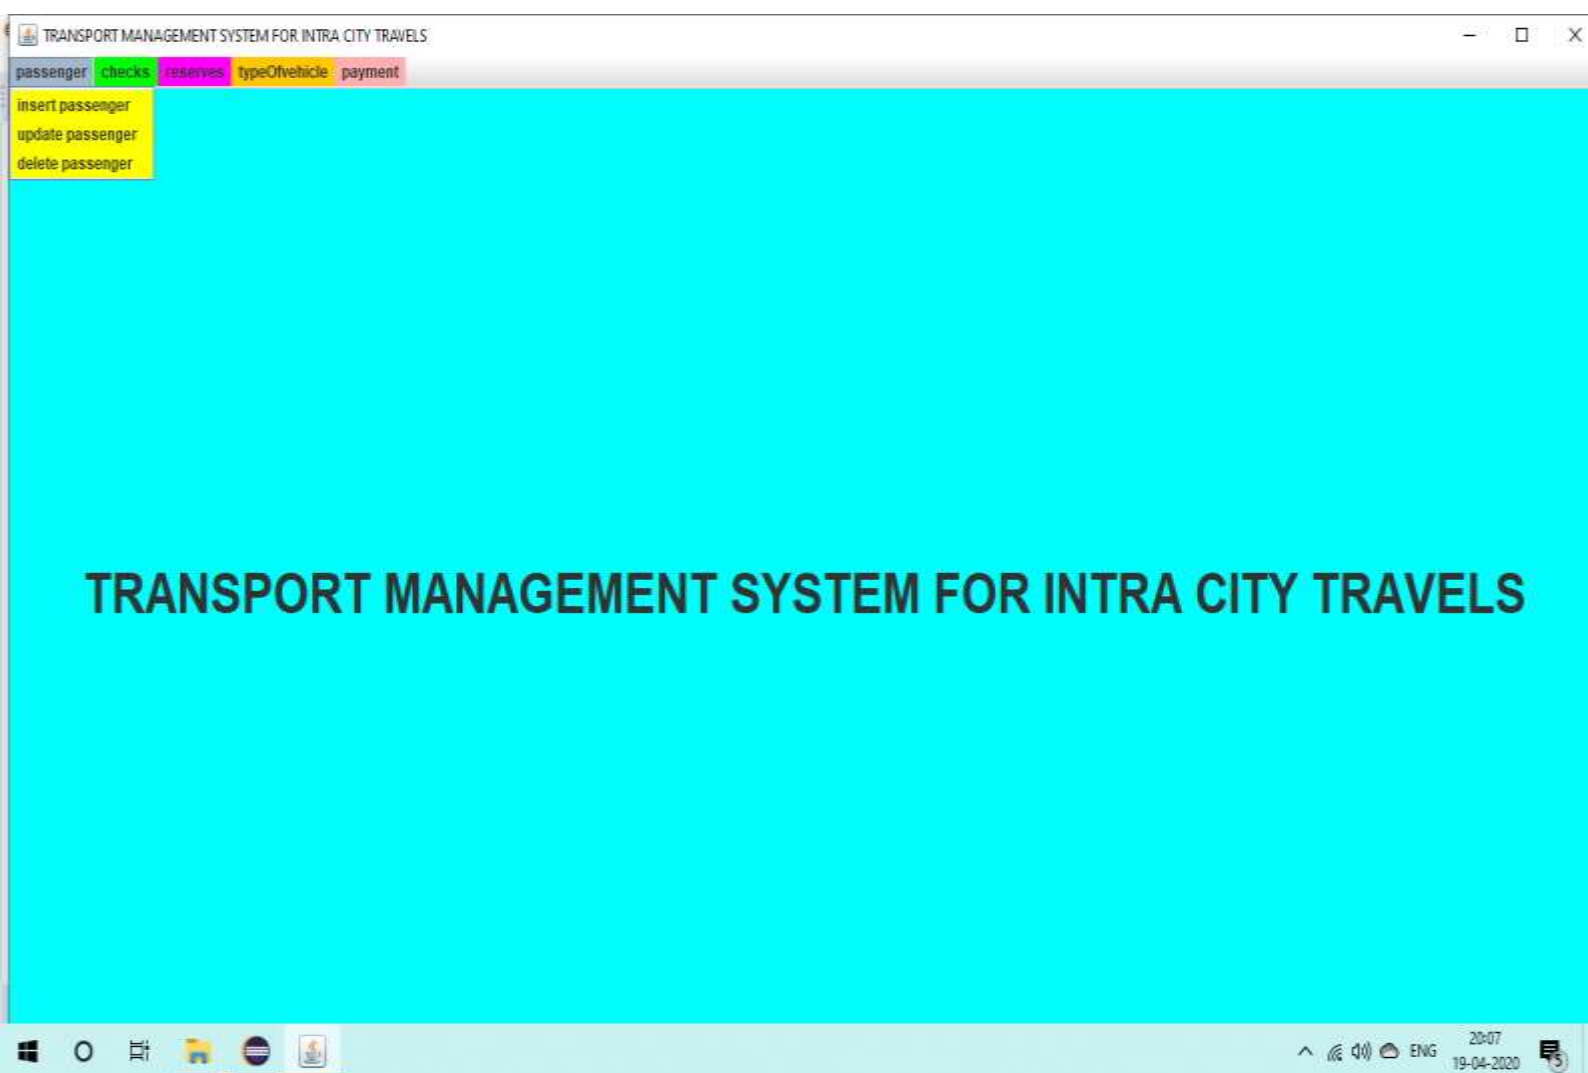 TRANSPORT MANAGEMENT SYSTEM FOR INTRA CITY TRAVELS
passenger checks reserves typeOfvehicle payment
insert passenger
update passenger
delete passenger
TRANSPORT MANAGEMENT SYSTEM FOR INTRA CITY TRAVELS
ENG
20:07
19-04-2020
5